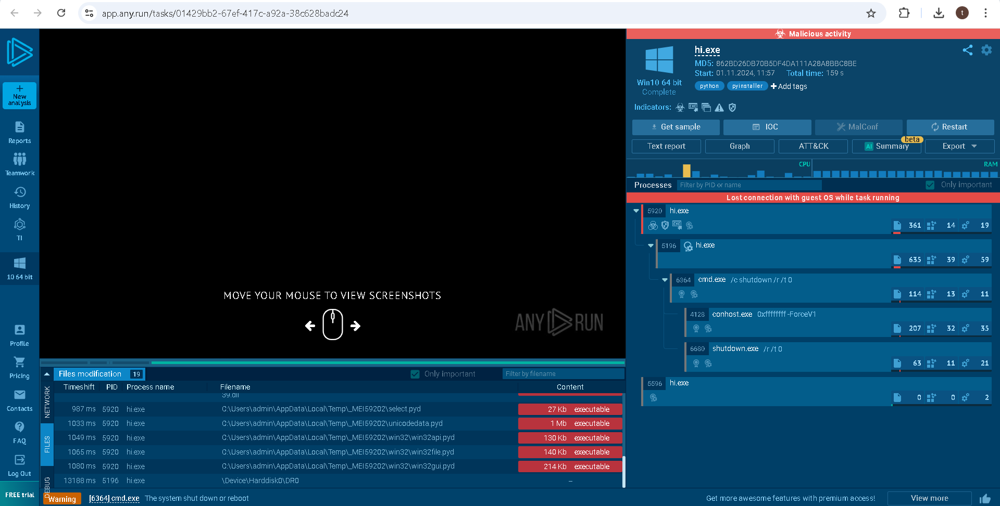 app.any.run/tasks/01429bb2-67ef-417c-a92a-38c628badc24
t
New
analysis
Reports
Teamwork
History
TI
10 64 bit
Profile
Pricing
Contacts
FAQ
Log Out
FREE trial
MOVE YOUR MOUSE TO VIEW SCREENSHOTS
ANY RUN
Malicious activity
hi.exe
MD5: 862BD26DB70B5DF4DA111A28A8BBC8BE
Start: 01.11.2024, 11:57 Total time: 159 s
Win10 64 bit
Complete
python pyinstaller Add tags
Indicators:
Get sample IOC MalConf Restart
beta
Text report Graph ATT&CK AI Summary Export
CPU RAM
Processes Filter by PID or name Only important
Lost connection with guest OS while task running
5920 hi.exe
361 14 19
5196 hi.exe
635 39 59
6364 cmd.exe /c shutdown /r /t 0
114 13 11
4128 conhost.exe 0xffffffff -ForceV1
207 32 35
6680 shutdown.exe /r /t 0
63 11 21
5596 hi.exe
0 0 2
Files modification 19 Only important Filter by filename
NETWORK
FILES
DEBUG
Timeshift PID Process name Filename Content
39.dll
987 ms 5920 hi.exe C:\Users\admin\AppData\Local\Temp\_MEI59202\select.pyd 27 Kb executable
1033 ms 5920 hi.exe C:\Users\admin\AppData\Local\Temp\_MEI59202\unicodedata.pyd 1 Mb executable
1049 ms 5920 hi.exe C:\Users\admin\AppData\Local\Temp\_MEI59202\win32\win32api.pyd 130 Kb executable
1065 ms 5920 hi.exe C:\Users\admin\AppData\Local\Temp\_MEI59202\win32\win32file.pyd 140 Kb executable
1080 ms 5920 hi.exe C:\Users\admin\AppData\Local\Temp\_MEI59202\win32\win32gui.pyd 214 Kb executable
13188 ms 5196 hi.exe \Device\Harddisk0\DR0 –
Warning [6364] cmd.exe The system shut down or reboot
Get more awesome features with premium access! View more